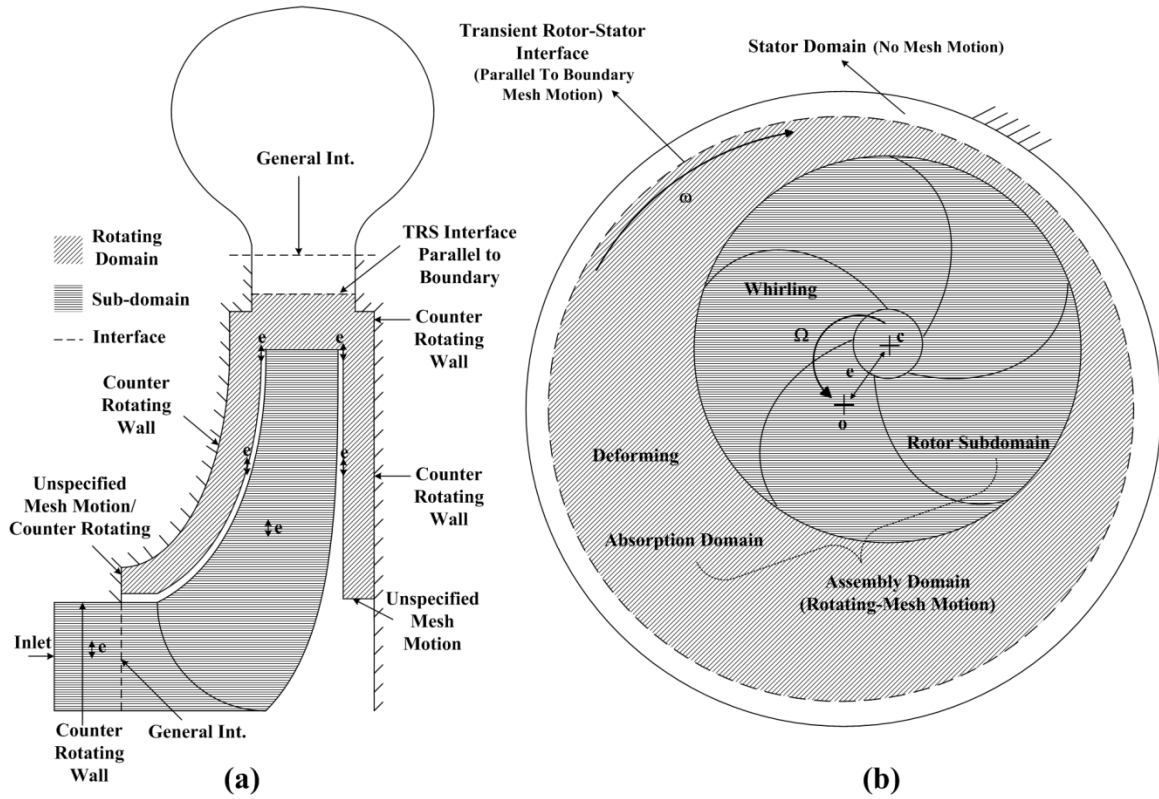 General Int.
Rotating
Domain
Sub-domain
Interface
TRS Interface
Parallel to
Boundary
Counter
Rotating
Wall
e
e
Counter
Rotating
Wall
e
e
Counter
Rotating
Wall
Unspecified
Mesh Motion/
Counter Rotating
e
Unspecified
Mesh
Motion
Inlet
e
Counter
Rotating
Wall
General Int.
(a)
Transient Rotor-Stator
Interface
(Parallel To Boundary
Mesh Motion)
Stator Domain (No Mesh Motion)
ω
Whirling
Ω
c
e
o
Rotor Subdomain
Deforming
Absorption Domain
Assembly Domain
(Rotating-Mesh Motion)
(b)